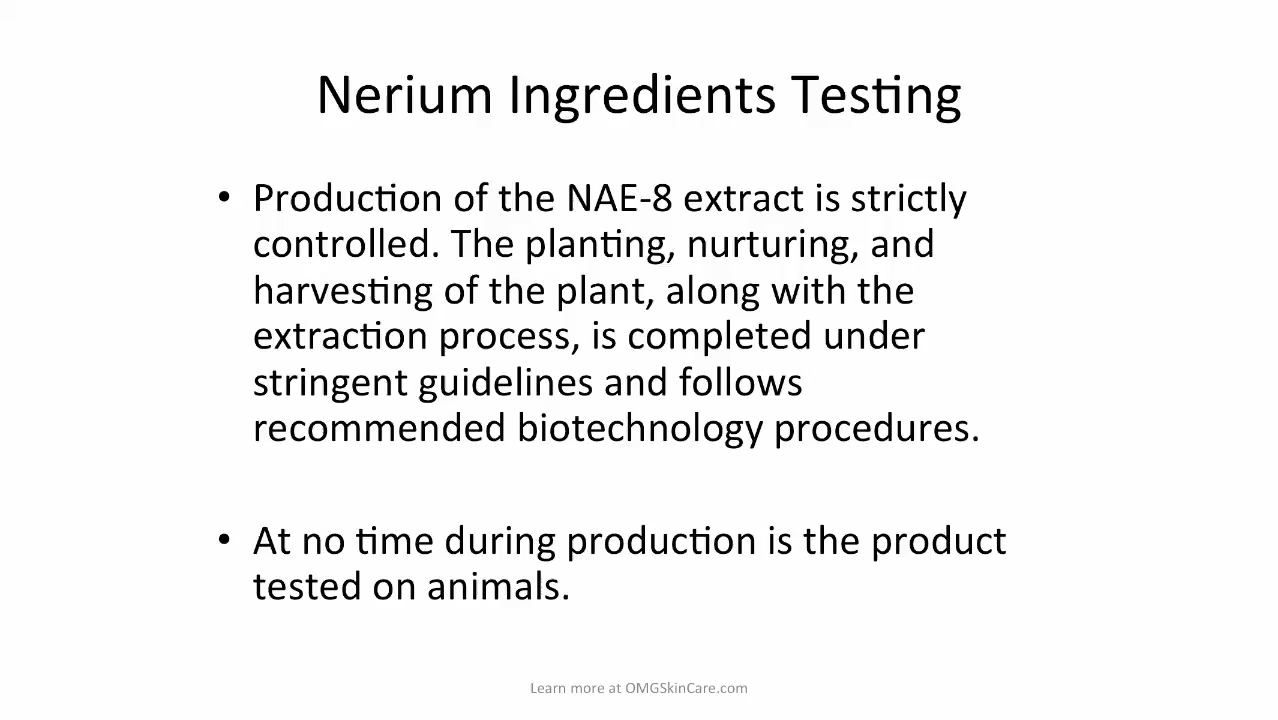 Nerium Ingredients Testing
• Production of the NAE-8 extract is strictly
controlled. The planting, nurturing, and
harvesting of the plant, along with the
extraction process, is completed under
stringent guidelines and follows
recommended biotechnology procedures.
• At no time during production is the product
tested on animals.
Learn more at OMGSkinCare.com